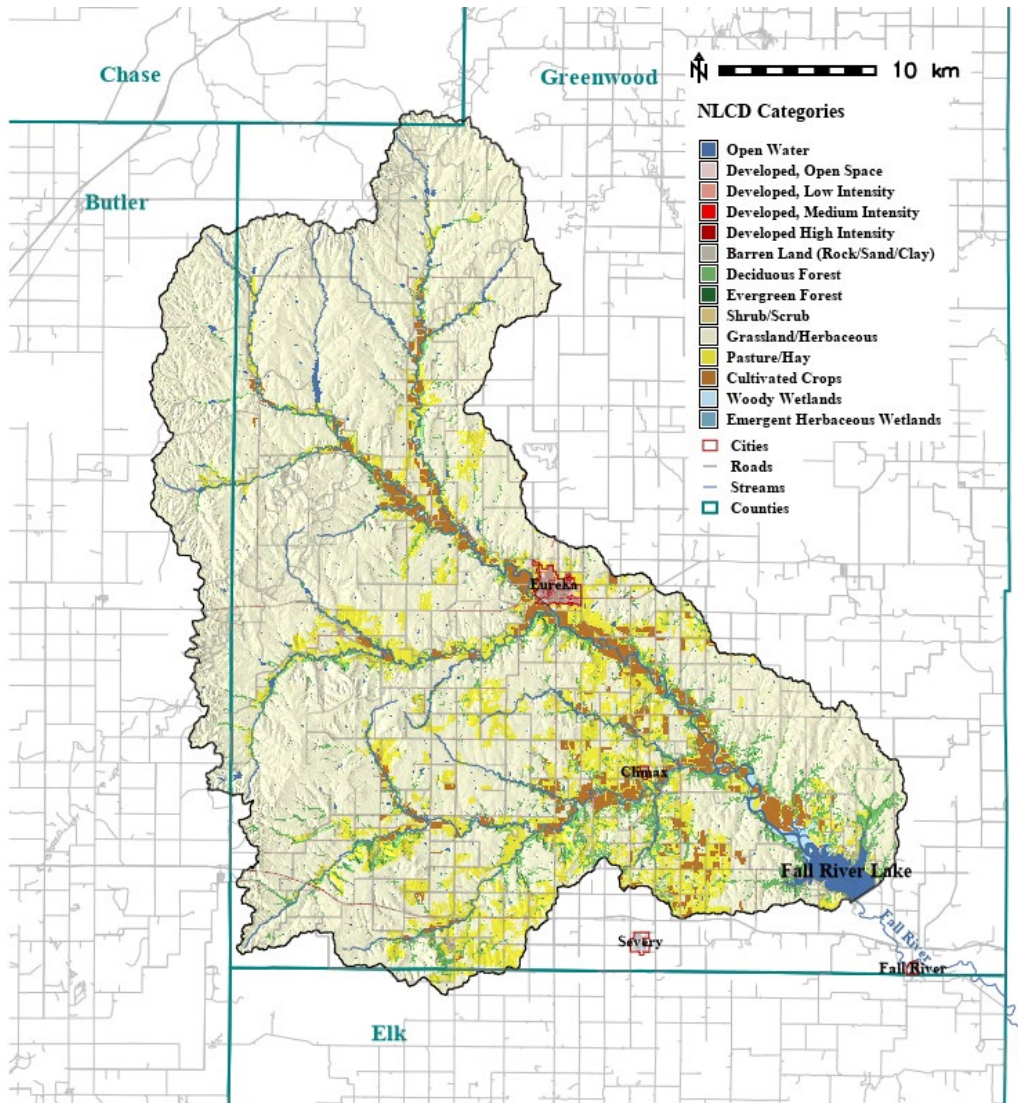 Chase
Greenwood
N
10 km
NLCD Categories
Butler
Open Water
Developed, Open Space
Developed, Low Intensity
Developed, Medium Intensity
Developed High Intensity
Barren Land (Rock/Sand/Clay)
Deciduous Forest
Evergreen Forest
Shrub/Scrub
Grassland/Herbaceous
Pasture/Hay
Cultivated Crops
Woody Wetlands
Emergent Herbaceous Wetlands
Cities
Roads
Streams
Counties
Eureka
Climax
Fall River Lake
Fall River
Severy
Fall River
Elk